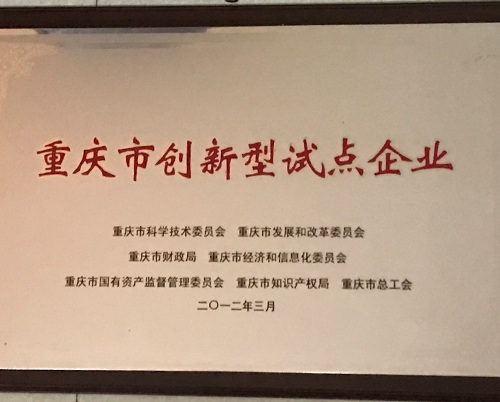 重庆市创新型试点企业
重庆市科学技术委员会 重庆市发展和改革委员会
重庆市财政局 重庆市经济和信息化委员会
重庆市国有资产监督管理委员会 重庆市知识产权局 重庆市总工会
二〇一二年三月